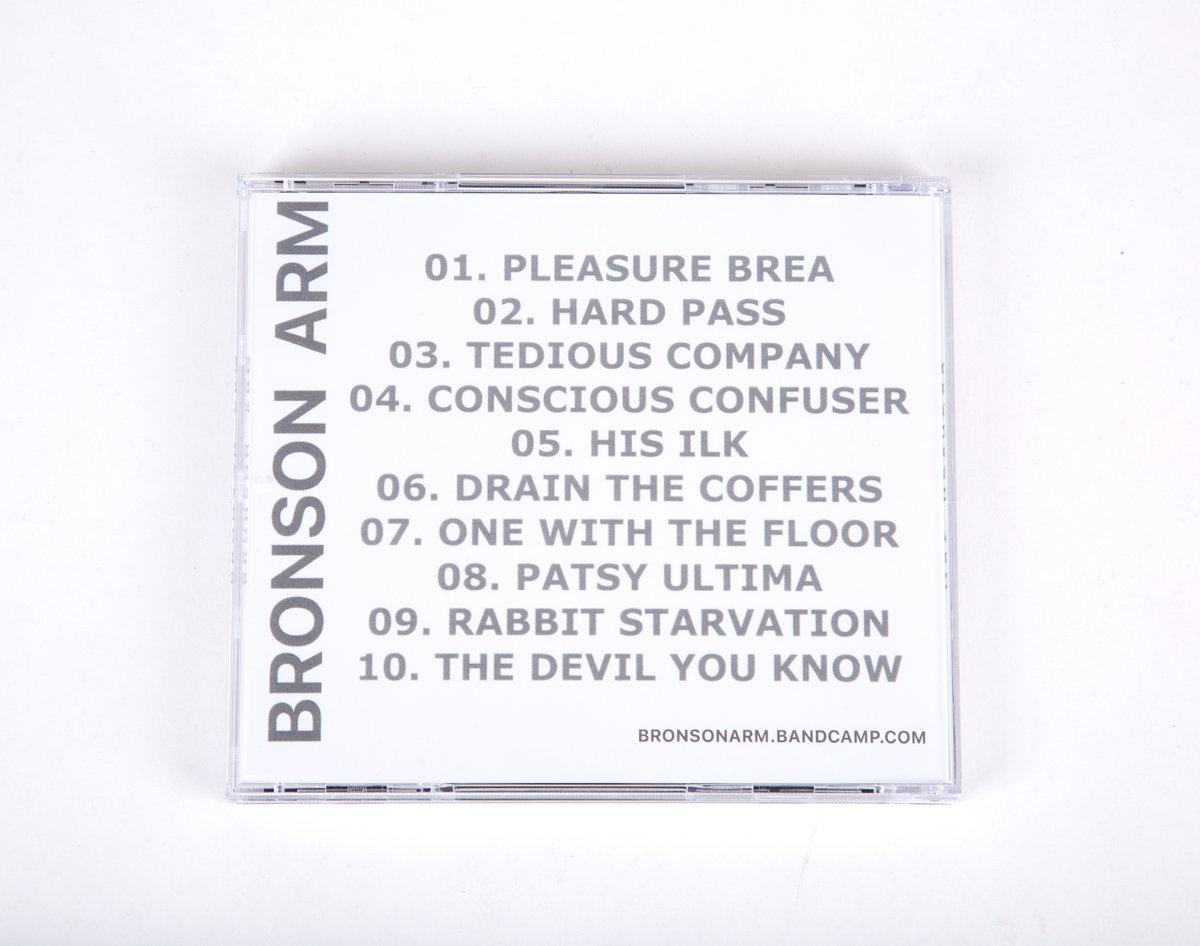 BRONSON ARM
01. PLEASURE BREA
02. HARD PASS
03. TEDIOUS COMPANY
04. CONSCIOUS CONFUSER
05. HIS ILK
06. DRAIN THE COFFERS
07. ONE WITH THE FLOOR
08. PATSY ULTIMA
09. RABBIT STARVATION
10. THE DEVIL YOU KNOW
BRONSONARM.BANDCAMP.COM